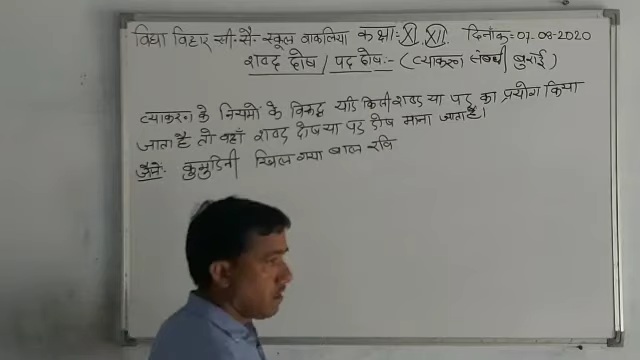 विद्या विहार सी. सै. स्कूल वाकलिया कक्षा:- XI, XII. दिनाँक:- 07-08-2020
शब्द दोष / पद दोष:- (व्याकरण संबंधी बुराई)
व्याकरण के नियमों के विरुद्ध यदि किसी शब्द या पद का प्रयोग किया
जाता है तो वहाँ शब्द दोष या पद दोष माना जाता है।
जैसे:- कुमुदिनी खिल गया बाल रवि